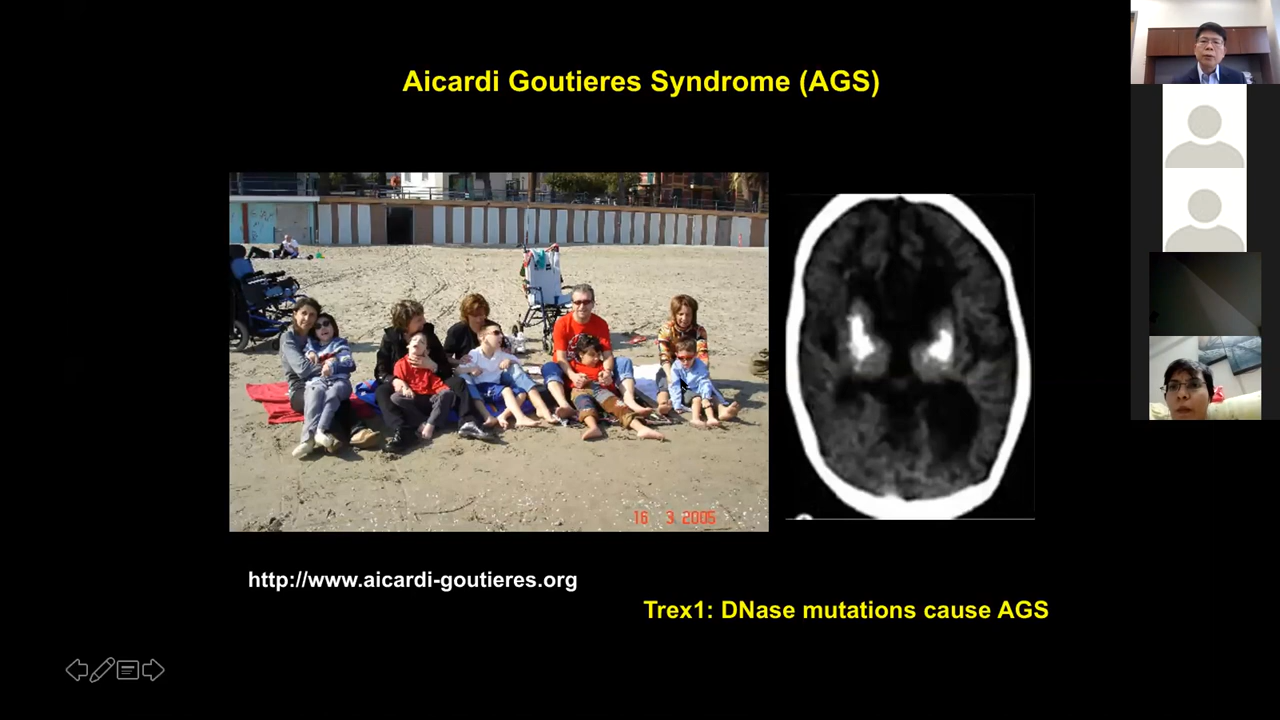 Aicardi Goutieres Syndrome (AGS)
16 3 2005
http://www.aicardi-goutieres.org
Trex1: DNase mutations cause AGS